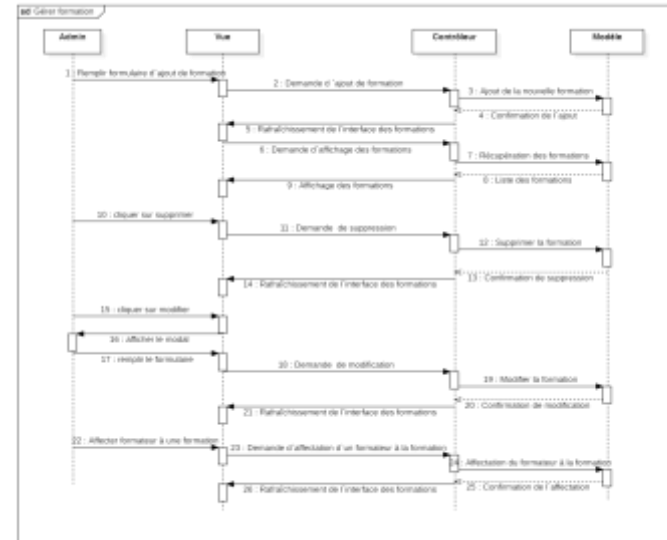 sd Gérer formation
Admin
Vue
Contrôleur
Modèle
1 : Remplir formulaire d'ajout de formation
2 : Demande d 'ajout de formation
3 : Ajout de la nouvelle formation
4 : Confirmation de l'ajout
5 : Rafraîchissement de l'interface des formations
6 : Demande d'affichage des formations
7 : Récupération des formations
8 : Liste des formations
9 : Affichage des formations
10 : cliquer sur supprimer
11 : Demande de suppression
12 : Supprimer la formation
13 : Confirmation de suppression
14 : Rafraîchissement de l'interface des formations
15 : cliquer sur modifier
16 : Afficher le modal
17 : remplir le formulaire
18 : Demande de modification
19 : Modifier la formation
20 : Confirmation de modification
21 : Rafraîchissement de l'interface des formations
22 : Affecter formateur à une formation
23 : Demande d'affectation d'un formateur à la formation
24 : Affectation du formateur à la formation
25 : Confirmation de l'affectation
26 : Rafraîchissement de l'interface des formations